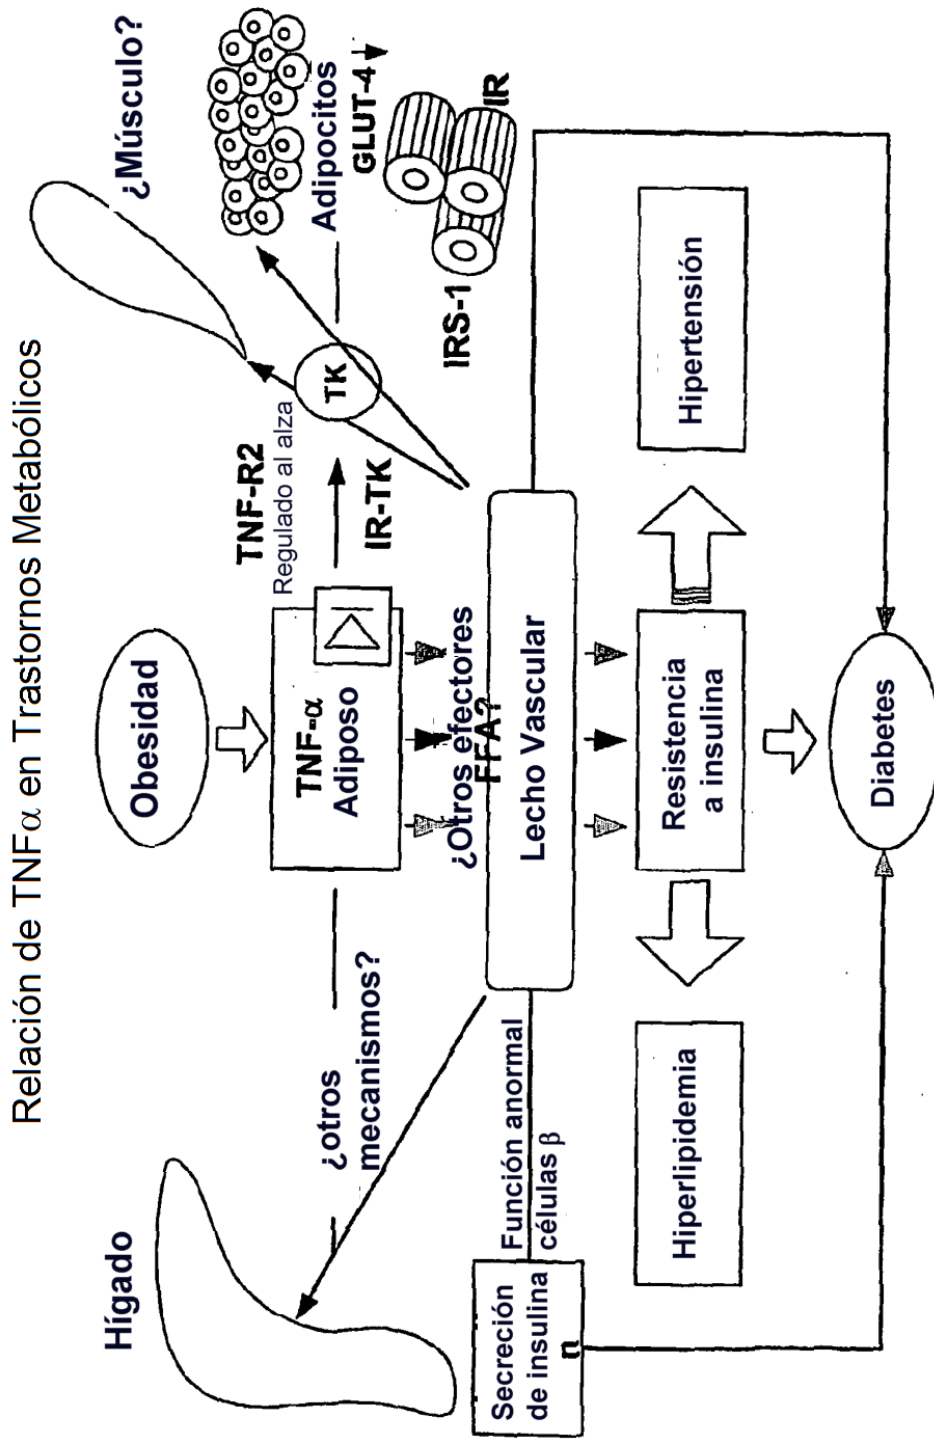 Relación de TNFα en Trastornos Metabólicos
Hígado
Obesidad
¿Músculo?
TNF-R2
Regulado al alza
TNF-α
Adiposo
IR-TK
TK
Adipocitos
GLUT-4
IRS-1
IR
¿otros
mecanismos?
¿Otros efectores
FFA?
Lecho Vascular
Función anormal
células β
Secreción
de insulina
n
Resistencia
a insulina
Hiperlipidemia
Hipertensión
Diabetes